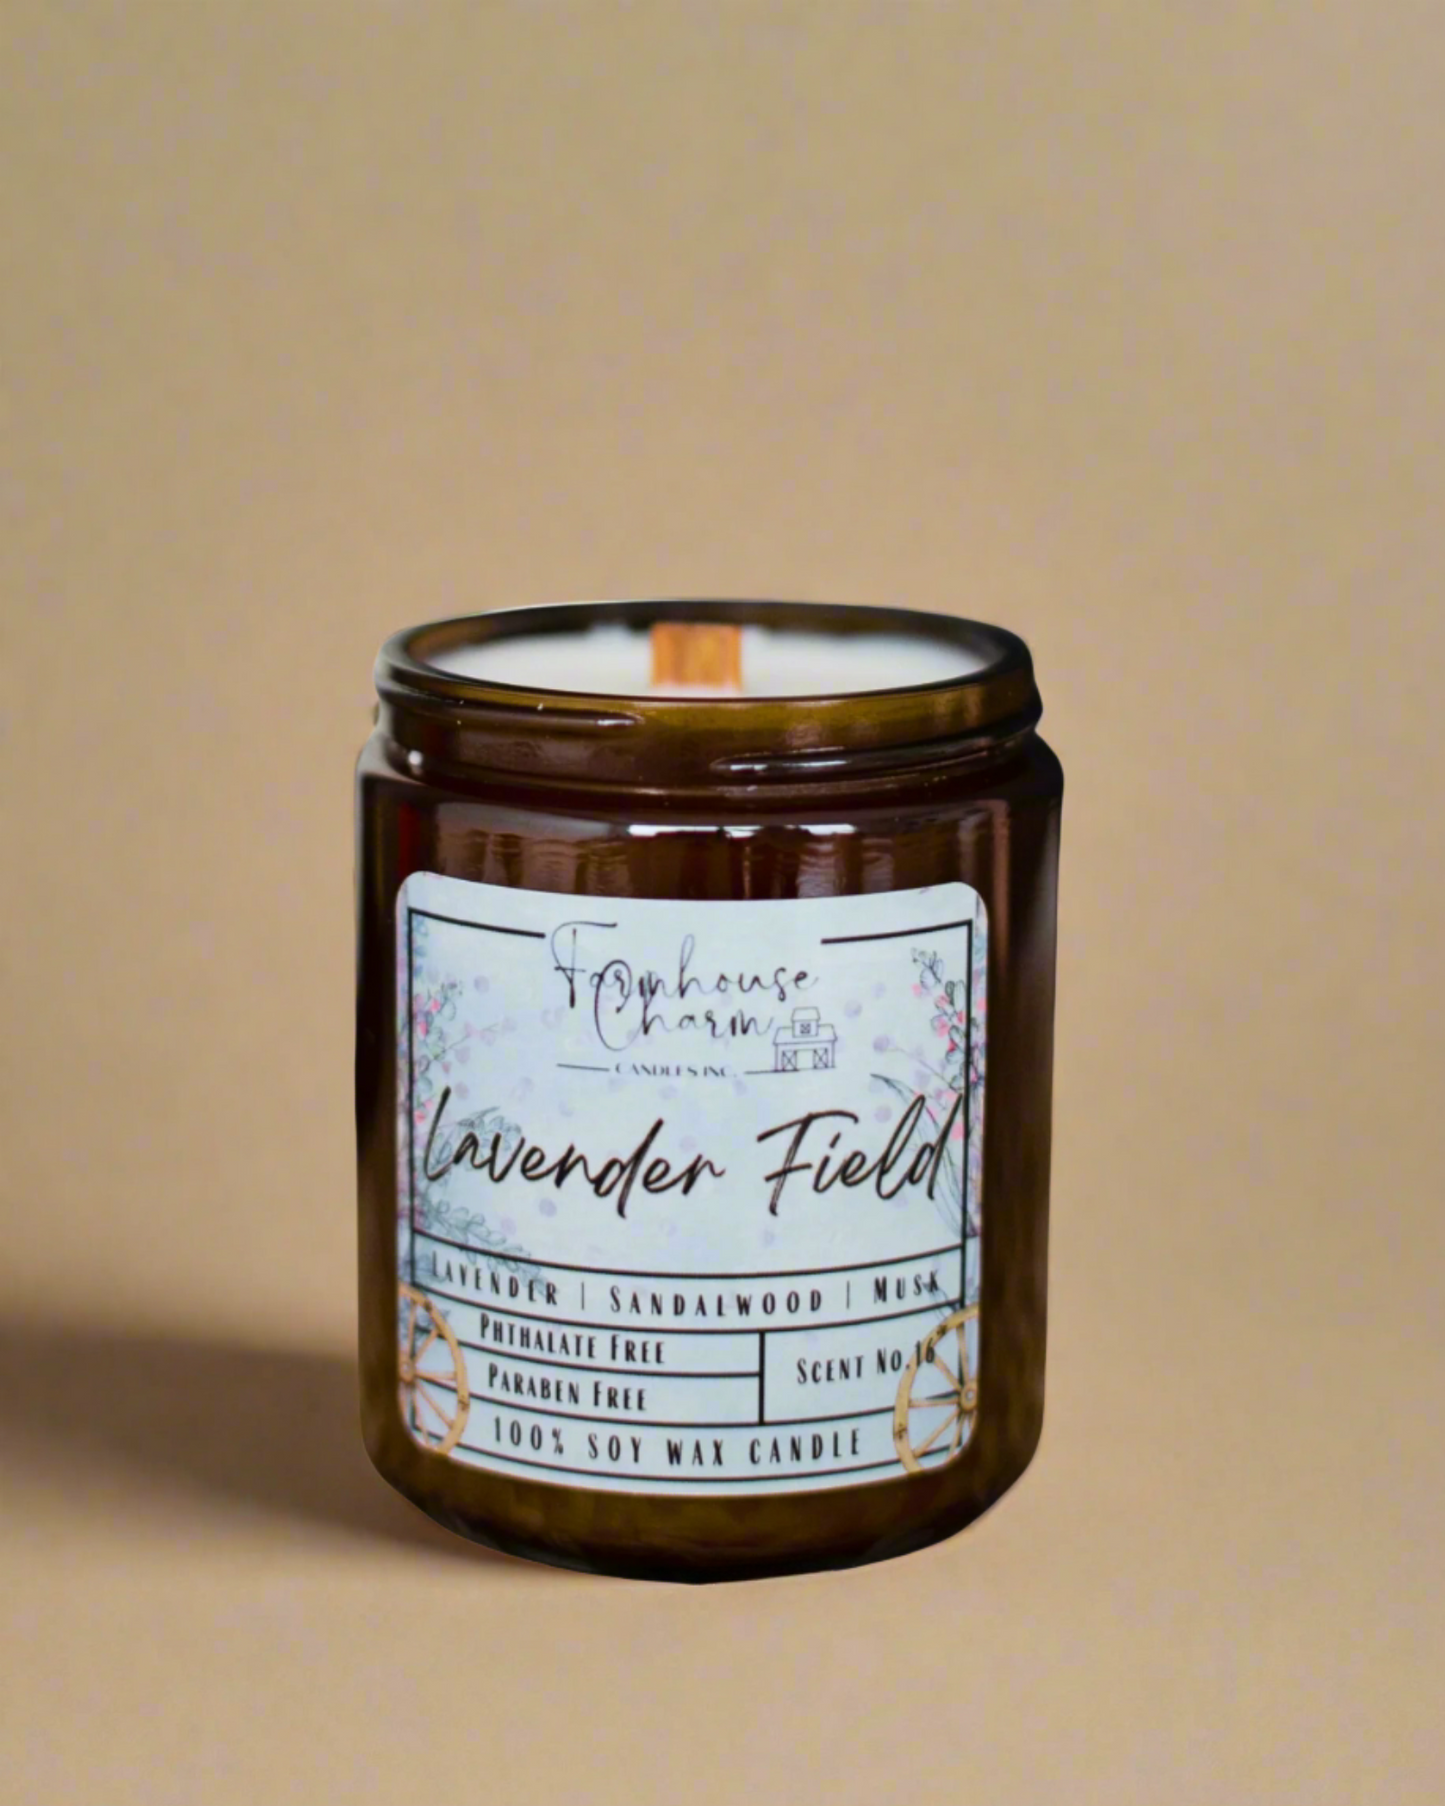 Farmhouse
Charm
CANDLES INC.
Lavender Field
LAVENDER | SANDALWOOD | MUSK
PHTHALATE FREE
PARABEN FREE
SCENT NO.16
100% SOY WAX CANDLE